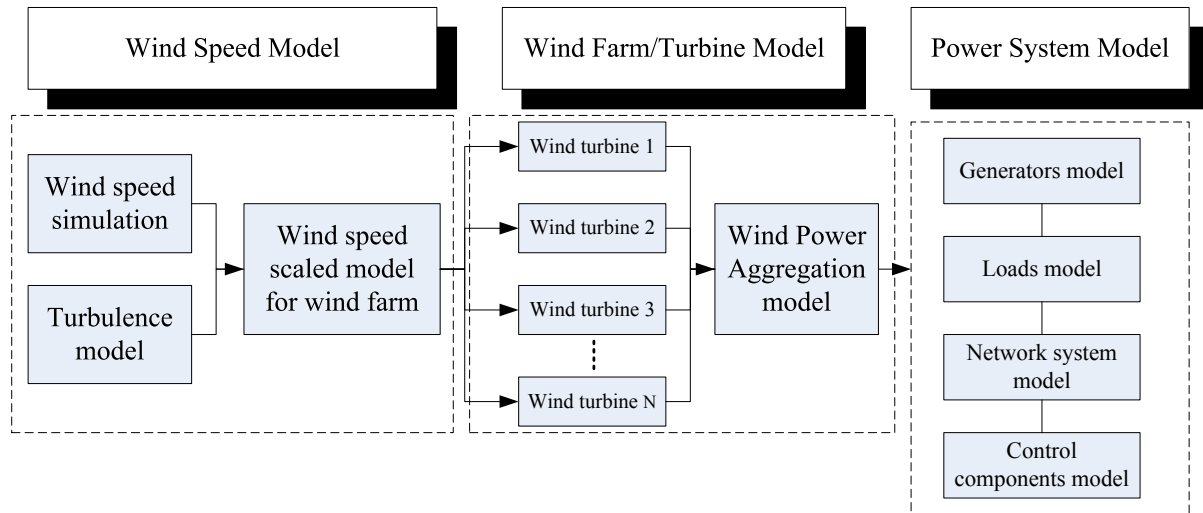 Wind Speed Model
Wind Farm/Turbine Model
Power System Model
Wind speed
simulation
Turbulence
model
Wind speed
scaled model
for wind farm
Wind turbine 1
Wind turbine 2
Wind turbine 3
Wind turbine N
Wind Power
Aggregation
model
Generators model
Loads model
Network system
model
Control
components model